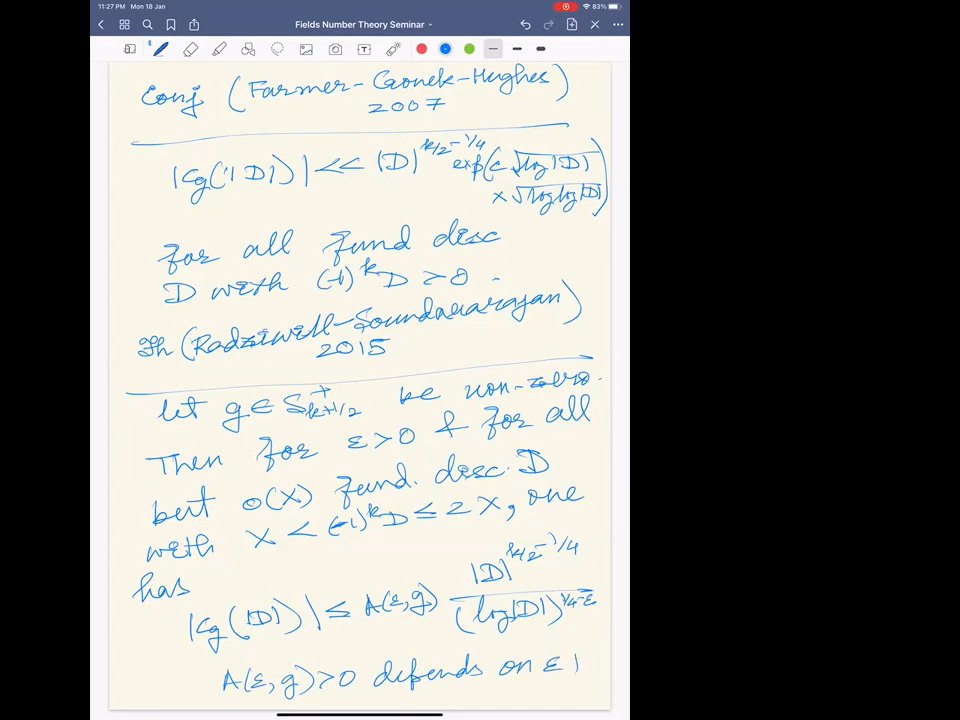 11:27 PM Mon 18 Jan
83%
Fields Number Theory Seminar
Conj (Farmer-Gonek-Hughes)
2007
|c_g(|D|)| << |D|^{k/2-1/4} exp(c √log|D|
× √loglog|D|)
for all fund disc
D with (-1)^k D > 0.
Th (Radziwill-Soundararajan)
2015
let g ∈ S^+_{k+1/2} be non-zero.
Then for ε>0 & for all
but o(X) fund. disc. D
with X < (-1)^k D ≤ 2X, one
has
|c_g(|D|)| ≤ A(ε,g) |D|^{k/2-1/4} / (log|D|)^{1/4-ε}
A(ε,g)>0 depends on ε